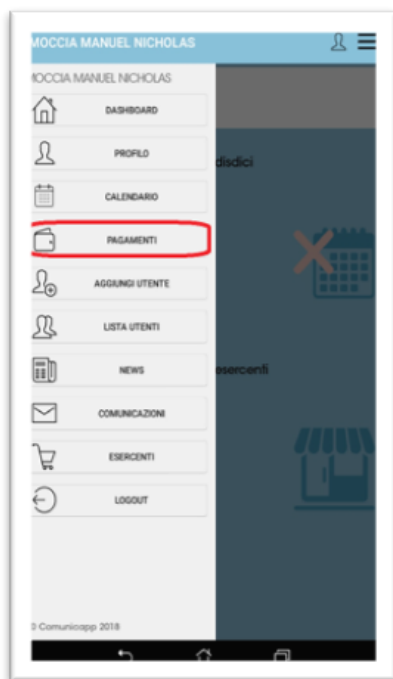 MOCCIA MANUEL NICHOLAS
MOCCIA MANUEL NICHOLAS
DASHBOARD
PROFILO
disdici
CALENDARIO
PAGAMENTI
AGGIUNGI UTENTE
LISTA UTENTI
NEWS
esercenti
COMUNICAZIONI
ESERCENTI
LOGOUT
© Comunicapp 2018